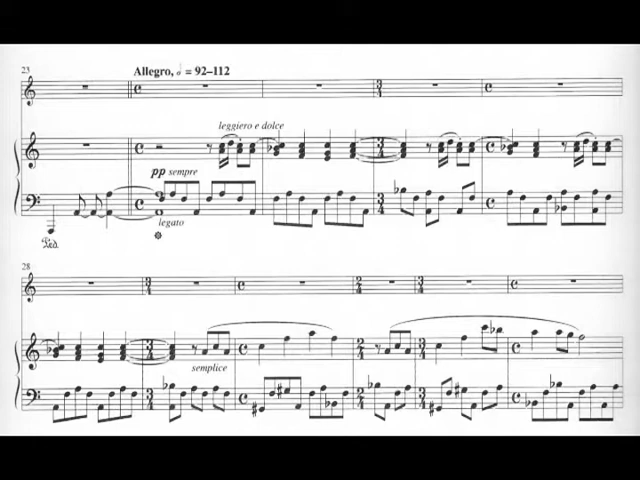 23
Allegro, 𝅗𝅥 = 92–112
leggiero e dolce
pp sempre
legato
Ped.
28
semplice